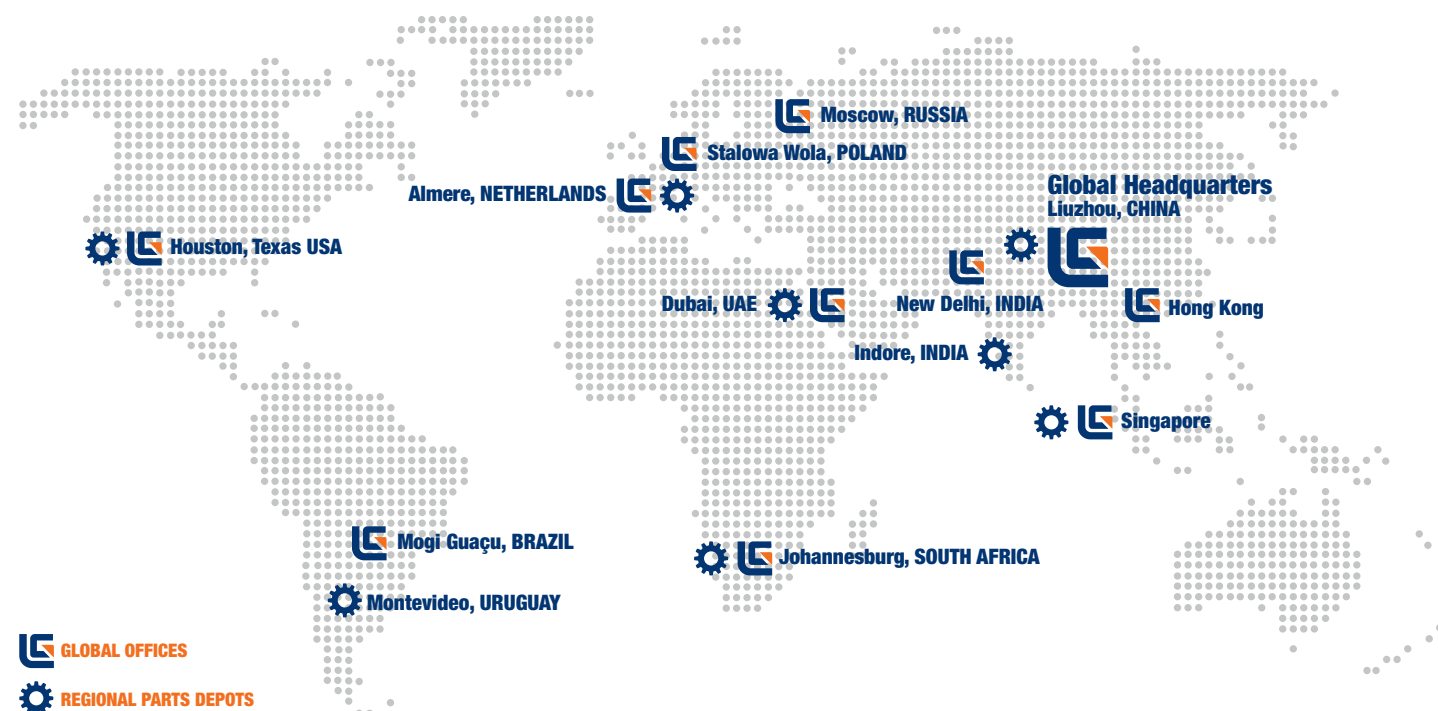 Moscow, RUSSIA
Stalowa Wola, POLAND
Almere, NETHERLANDS
Global Headquarters
Liuzhou, CHINA
Houston, Texas USA
Dubai, UAE
New Delhi, INDIA
Hong Kong
Indore, INDIA
Singapore
Mogi Guaçu, BRAZIL
Johannesburg, SOUTH AFRICA
Montevideo, URUGUAY
GLOBAL OFFICES
REGIONAL PARTS DEPOTS